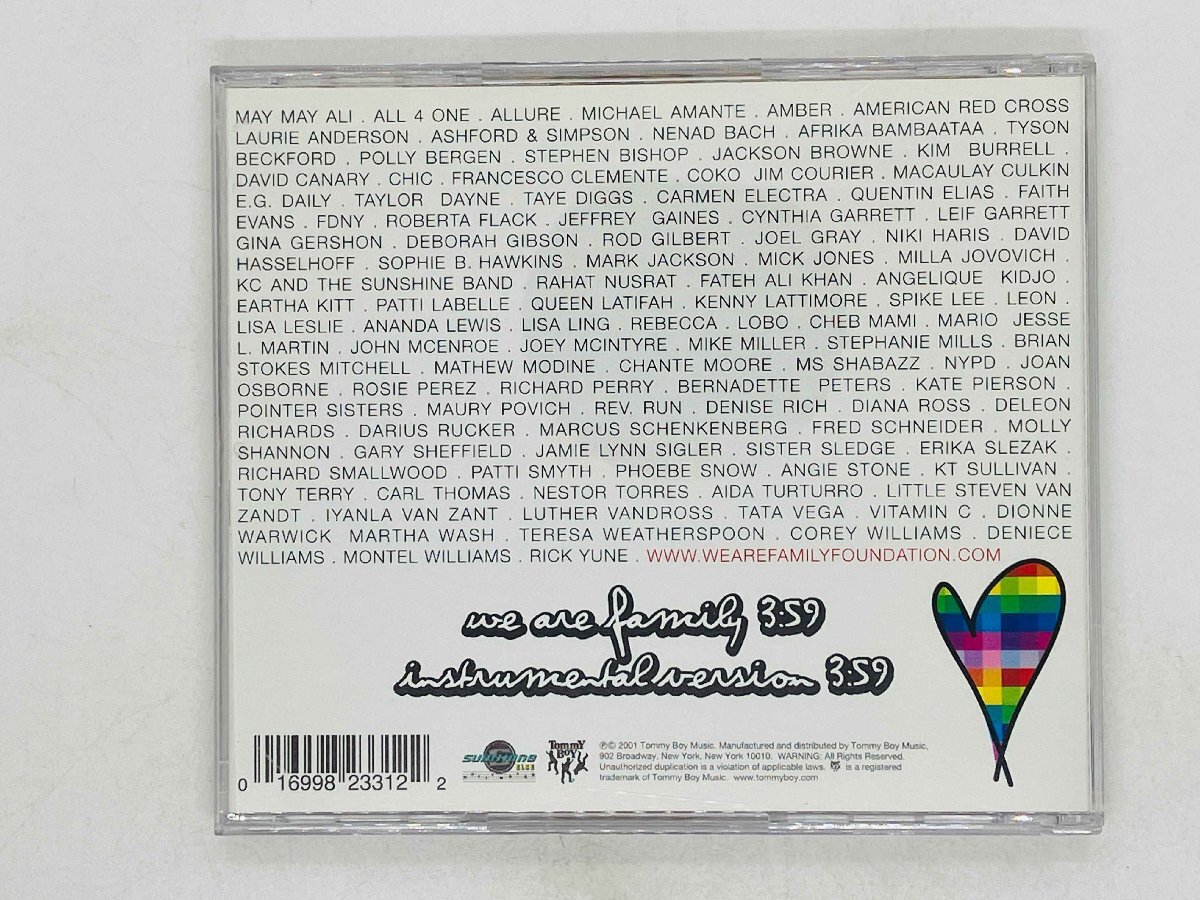 MAY MAY ALI . ALL 4 ONE . ALLURE . MICHAEL AMANTE . AMBER . AMERICAN RED CROSS
LAURIE ANDERSON . ASHFORD & SIMPSON . NENAD BACH . AFRIKA BAMBAATAA . TYSON
BECKFORD . POLLY BERGEN . STEPHEN BISHOP . JACKSON BROWNE . KIM BURRELL .
DAVID CANARY . CHIC . FRANCESCO CLEMENTE . COKO JIM COURIER . MACAULAY CULKIN
E.G. DAILY . TAYLOR DAYNE . TAYE DIGGS . CARMEN ELECTRA . QUENTIN ELIAS . FAITH
EVANS . FDNY . ROBERTA FLACK . JEFFREY GAINES . CYNTHIA GARRETT . LEIF GARRETT
GINA GERSHON . DEBORAH GIBSON . ROD GILBERT . JOEL GRAY . NIKI HARIS . DAVID
HASSELHOFF . SOPHIE B. HAWKINS . MARK JACKSON . MICK JONES . MILLA JOVOVICH .
KC AND THE SUNSHINE BAND . RAHAT NUSRAT . FATEH ALI KHAN . ANGELIQUE KIDJO .
EARTHA KITT . PATTI LABELLE . QUEEN LATIFAH . KENNY LATTIMORE . SPIKE LEE . LEON .
LISA LESLIE . ANANDA LEWIS . LISA LING . REBECCA . LOBO . CHEB MAMI . MARIO JESSE
L. MARTIN . JOHN MCENROE . JOEY MCINTYRE . MIKE MILLER . STEPHANIE MILLS . BRIAN
STOKES MITCHELL . MATHEW MODINE . CHANTE MOORE . MS SHABAZZ . NYPD . JOAN
OSBORNE . ROSIE PEREZ . RICHARD PERRY . BERNADETTE PETERS . KATE PIERSON .
POINTER SISTERS . MAURY POVICH . REV. RUN . DENISE RICH . DIANA ROSS . DELEON
RICHARDS . DARIUS RUCKER . MARCUS SCHENKENBERG . FRED SCHNEIDER . MOLLY
SHANNON . GARY SHEFFIELD . JAMIE LYNN SIGLER . SISTER SLEDGE . ERIKA SLEZAK .
RICHARD SMALLWOOD . PATTI SMYTH . PHOEBE SNOW . ANGIE STONE . KT SULLIVAN .
TONY TERRY . CARL THOMAS . NESTOR TORRES . AIDA TURTURRO . LITTLE STEVEN VAN
ZANDT . IYANLA VAN ZANT . LUTHER VANDROSS . TATA VEGA . VITAMIN C . DIONNE
WARWICK MARTHA WASH . TERESA WEATHERSPOON . COREY WILLIAMS . DENIECE
WILLIAMS . MONTEL WILLIAMS . RICK YUNE . WWW.WEAREFAMILYFOUNDATION.COM
we are family 3:59
instrumental version 3:59
0 16998 23312 2
Tommy Boy
℗© 2001 Tommy Boy Music. Manufactured and distributed by Tommy Boy Music,
902 Broadway, New York, New York 10010. WARNING: All Rights Reserved.
Unauthorized duplication is a violation of applicable laws. is a registered
trademark of Tommy Boy Music. www.tommyboy.com